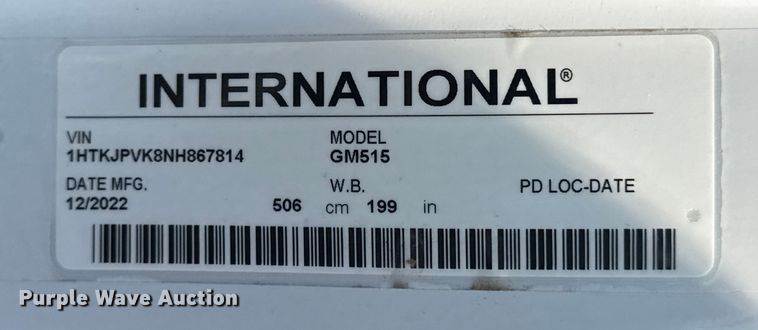 INTERNATIONAL®
VIN MODEL
1HTKJPVK8NH867814 GM515
DATE MFG. W.B. PD LOC-DATE
12/2022 506 cm 199 in
Purple Wave Auction